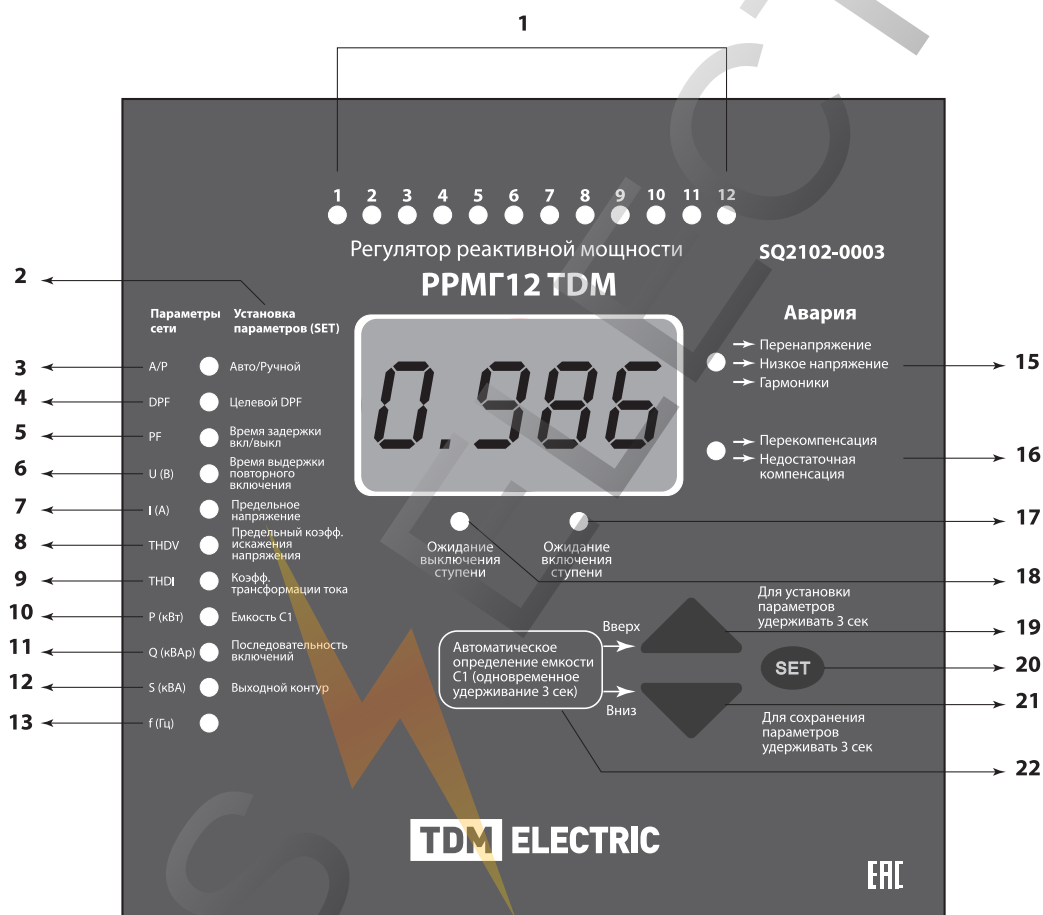 1
1 2 3 4 5 6 7 8 9 10 11 12
Регулятор реактивной мощности
РРМГ12 TDM
SQ2102-0003
2
Параметры
сети
Установка
параметров (SET)
3
A/P
Авто/Ручной
4
DPF
Целевой DPF
5
PF
Время задержки
вкл/выкл
6
U (В)
Время выдержки
повторного
включения
7
I (А)
Предельное
напряжение
8
THDV
Предельный коэфф.
искажения
напряжения
9
THDI
Коэфф.
трансформации тока
10
P (кВт)
Емкость C1
11
Q (кВАр)
Последовательность
включений
12
S (кВА)
Выходной контур
13
f (Гц)
0.986
Авария
Перенапряжение
Низкое напряжение
Гармоники
15
Перекомпенсация
Недостаточная
компенсация
16
17
Ожидание
выключения
ступени
Ожидание
включения
ступени
18
Для установки
параметров
удерживать 3 сек
Вверх
19
Автоматическое
определение емкости
С1 (одновременное
удерживание 3 сек)
SET
20
Вниз
21
Для сохранения
параметров
удерживать 3 сек
22
TDM ELECTRIC
EAC